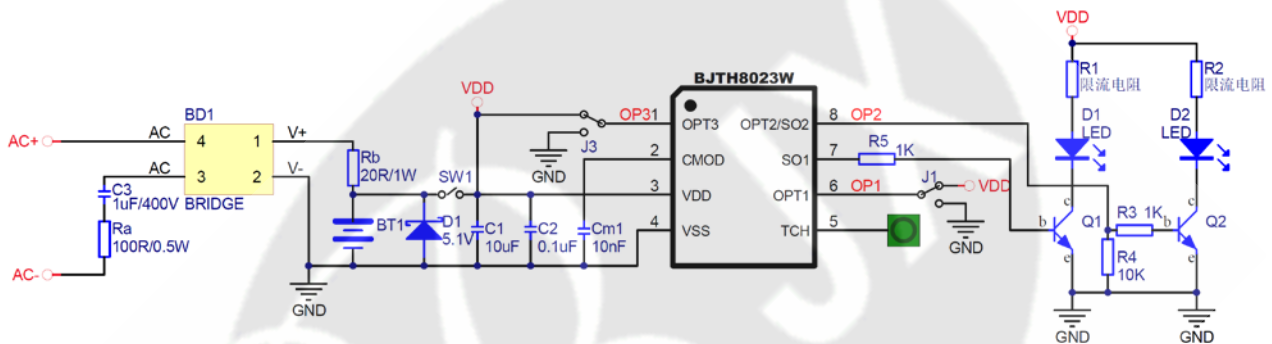 AC+
AC-
C3
1uF/400V
Ra
100R/0.5W
BD1
AC
AC
4
3
1
2
V+
V-
BRIDGE
Rb
20R/1W
BT1
D1
5.1V
SW1
VDD
C1
10uF
C2
0.1uF
Cm1
10nF
GND
J3
GND
OP3
BJTH8023W
1
OPT3
2
CMOD
3
VDD
4
VSS
OPT2/SO2
8
OP2
SO1
7
OPT1
6
OP1
TCH
5
R5
1K
J1
VDD
GND
VDD
R1
限流电阻
D1
LED
R2
限流电阻
D2
LED
c
b
Q1
e
R3
1K
R4
10K
c
b
Q2
e
GND
GND